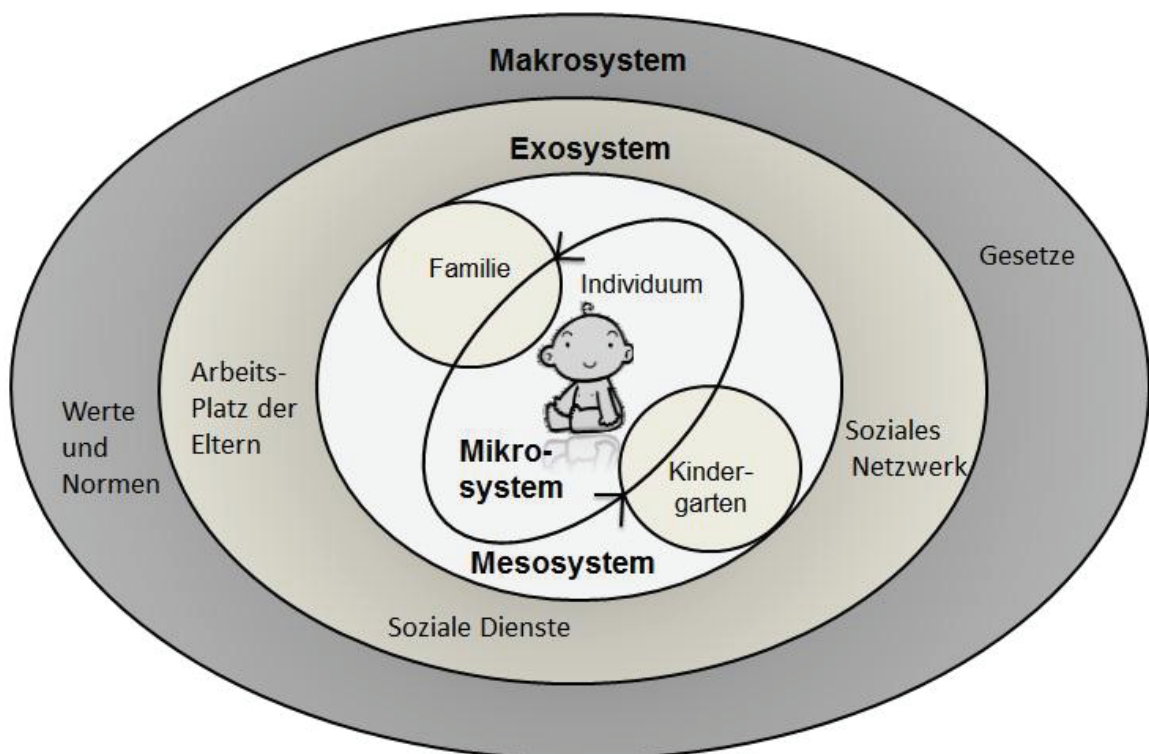 Makrosystem
Exosystem
Familie
Individuum
Gesetze
Arbeits-
Platz der
Eltern
Werte
und
Normen
Soziales
Netzwerk
Mikro-
system
Kinder-
garten
Mesosystem
Soziale Dienste